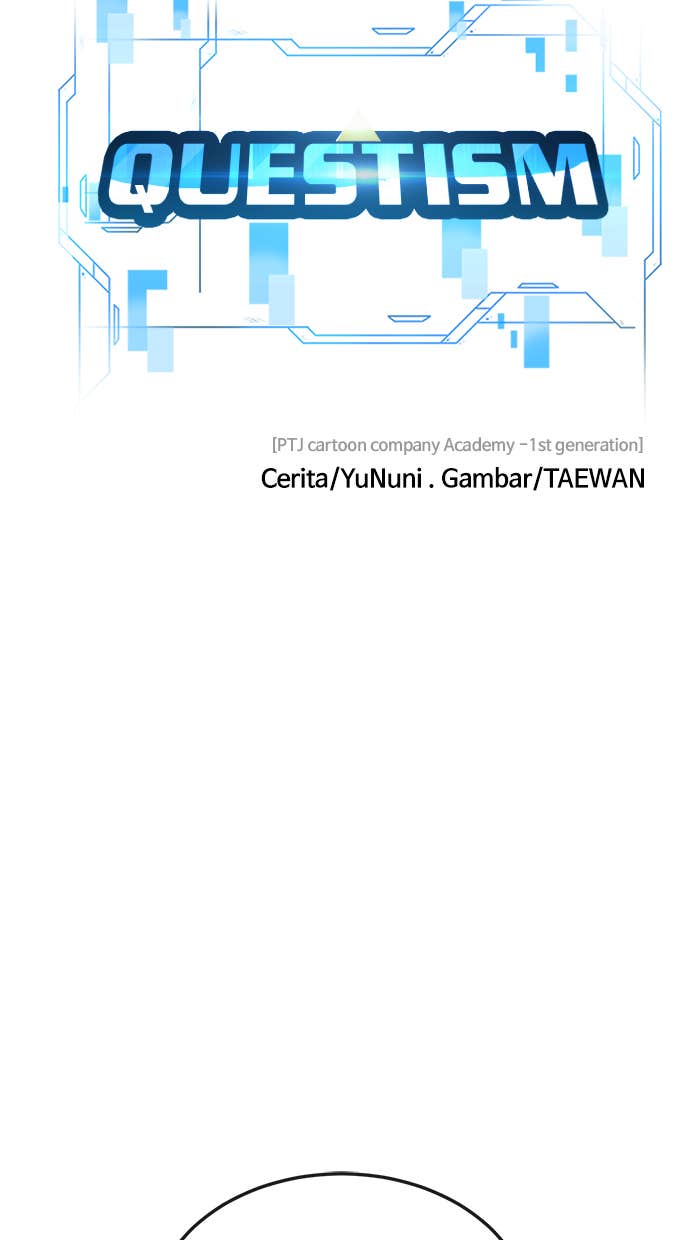 QUESTISM
[PTJ cartoon company Academy -1st generation]
Cerita/YuNuni . Gambar/TAEWAN